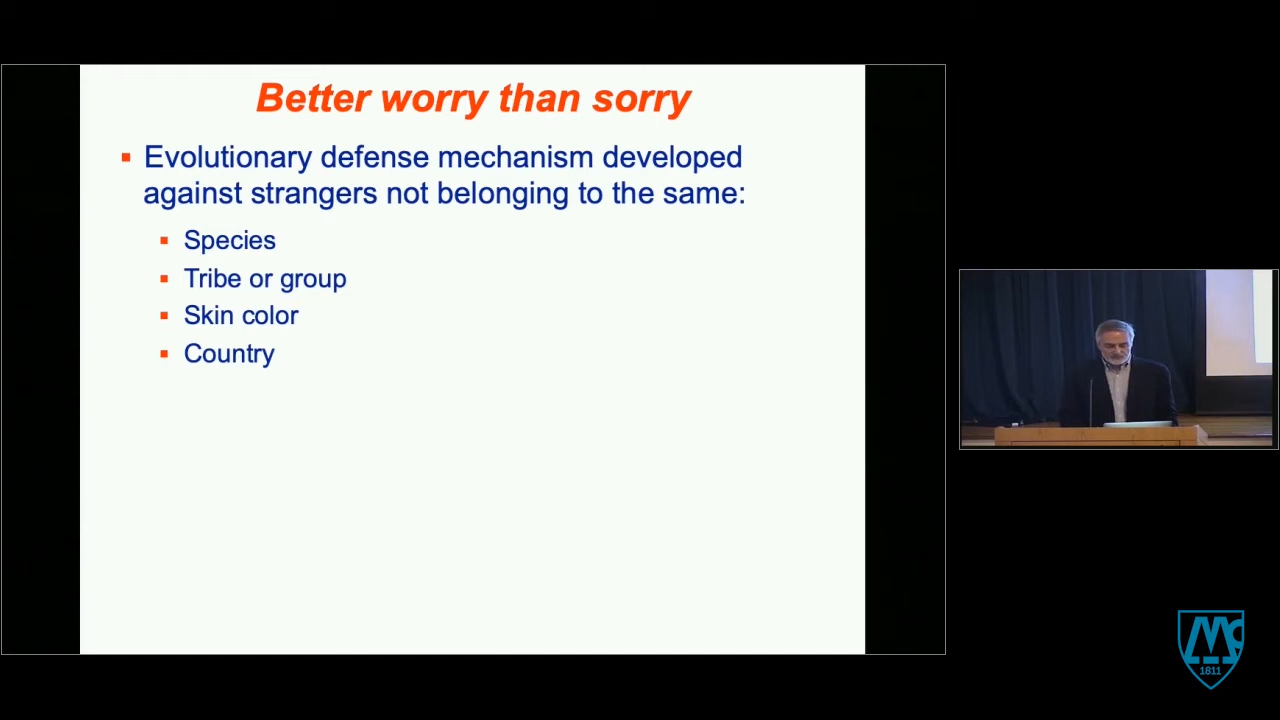 Better worry than sorry
Evolutionary defense mechanism developed
against strangers not belonging to the same:
Species
Tribe or group
Skin color
Country
Mc
1811